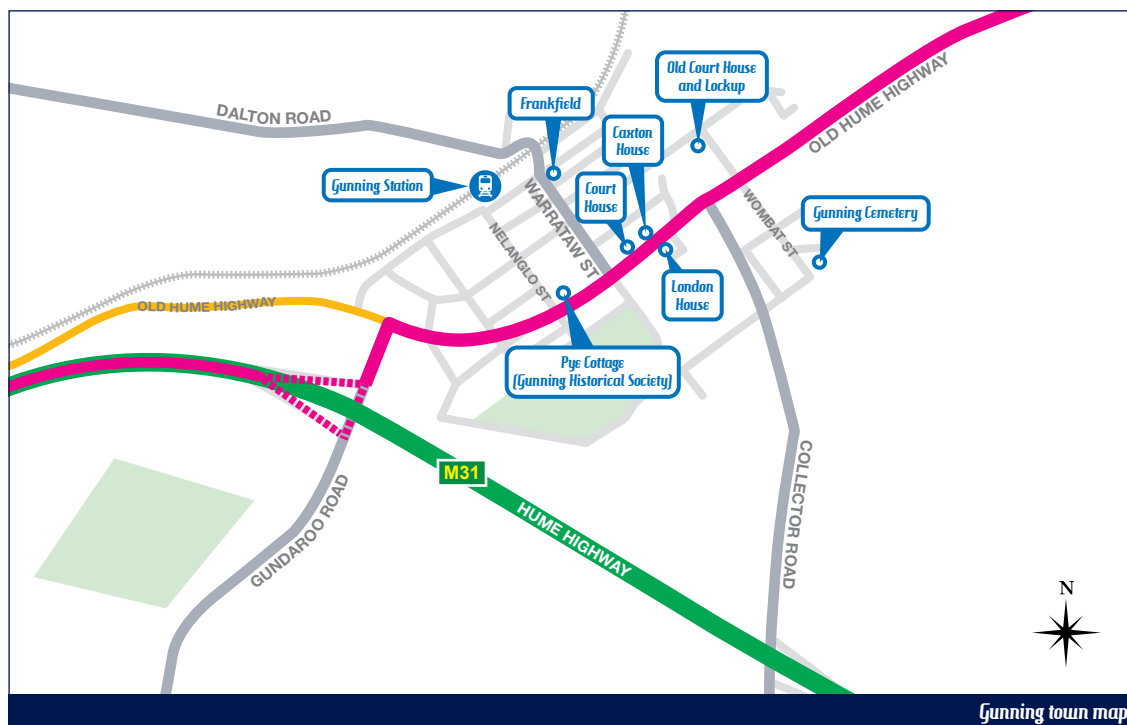 DALTON ROAD
Frankfield
Old Court House
and Lockup
OLD HUME HIGHWAY
Caxton
House
Gunning Station
Court
House
WARRATAW ST
WOMBAT ST
Gunning Cemetery
NELANGLO ST
London
House
OLD HUME HIGHWAY
Pye Cottage
(Gunning Historical Society)
M31
HUME HIGHWAY
GUNDAROO ROAD
COLLECTOR ROAD
N
Gunning town map